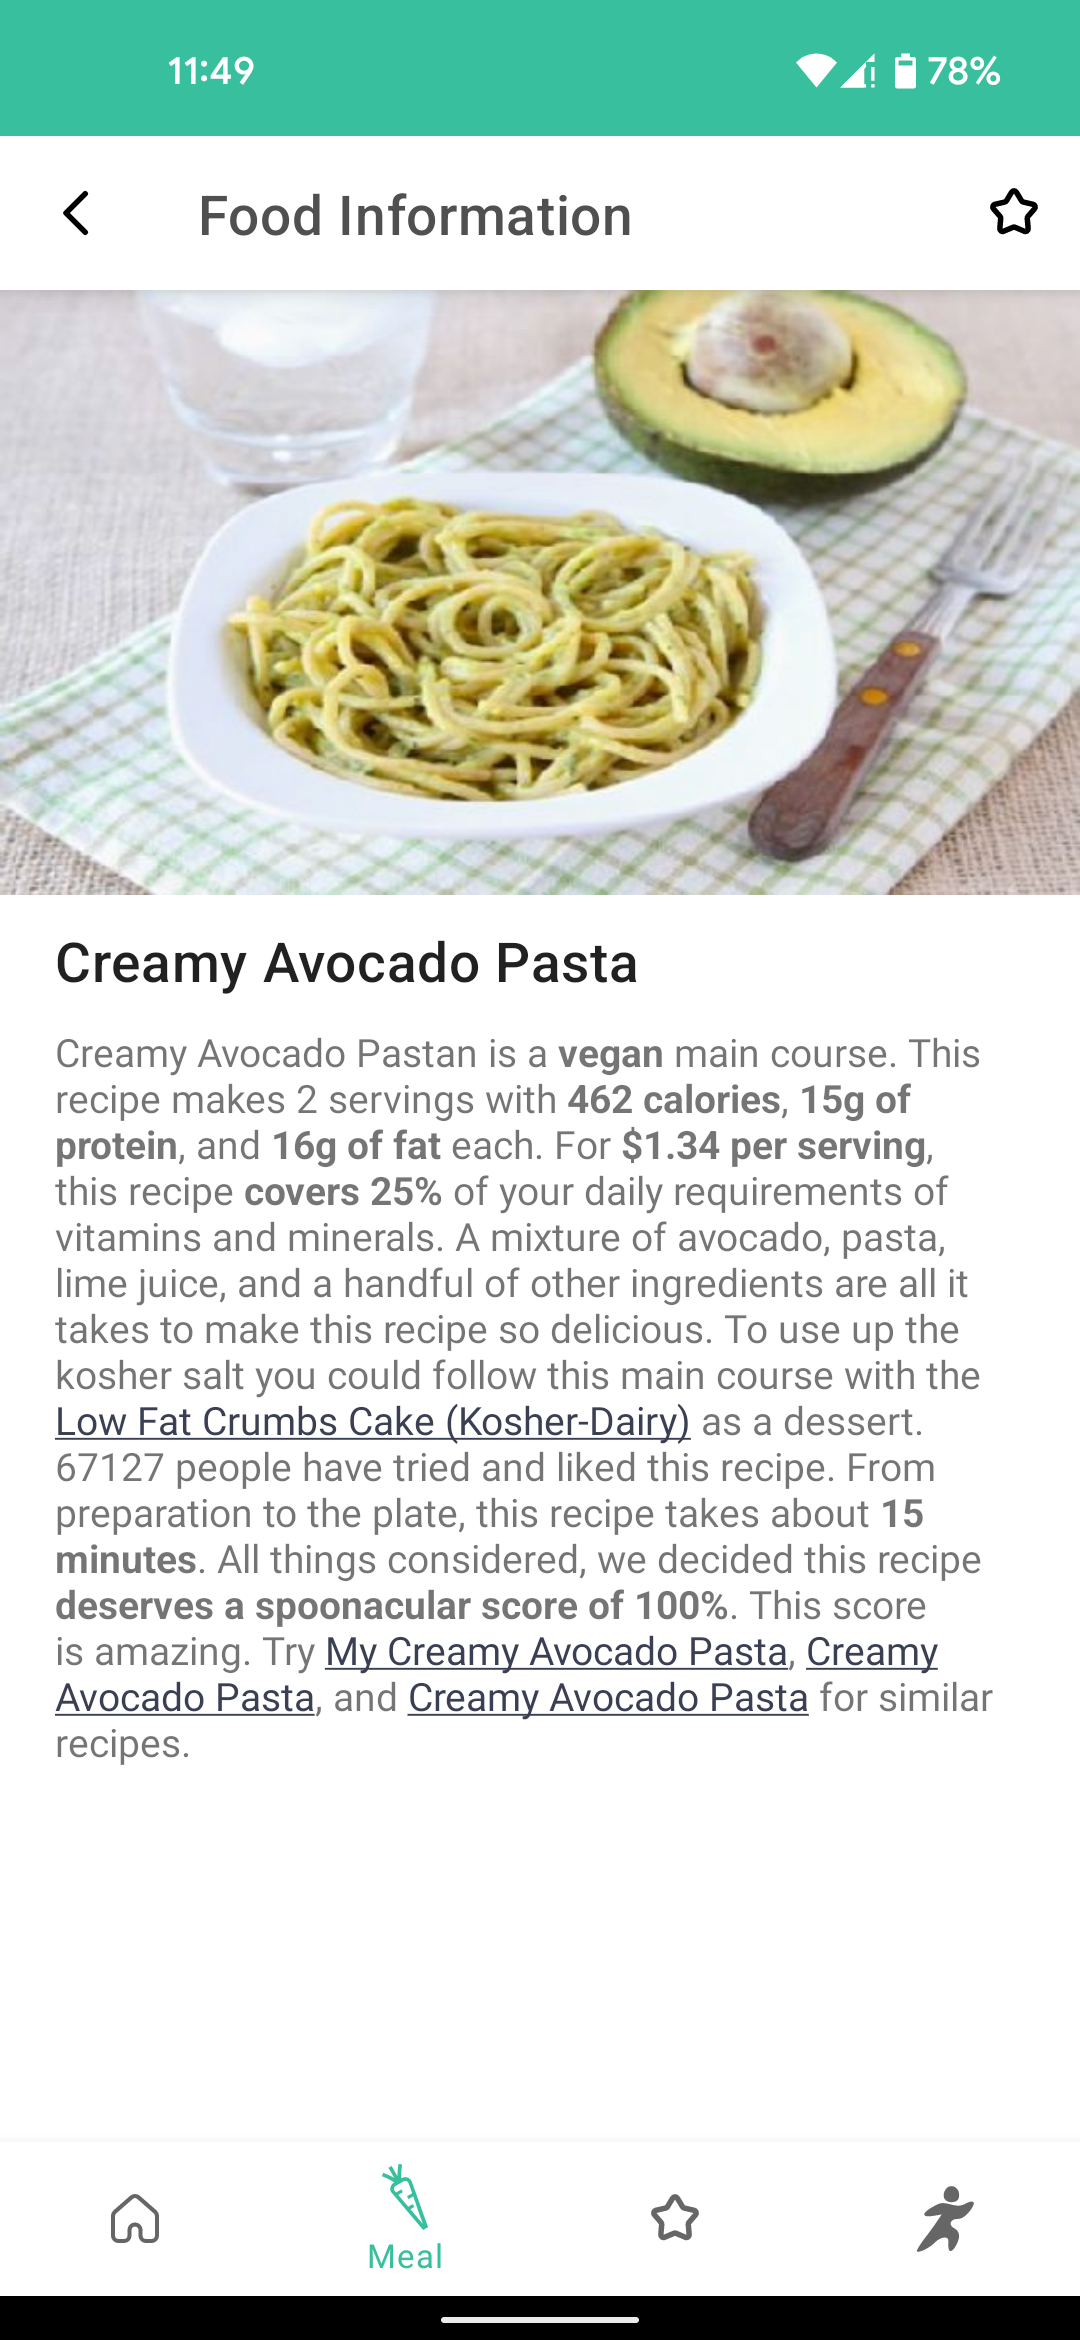 11:49
78%
Food Information
Creamy Avocado Pasta
Creamy Avocado Pastan is a vegan main course. This
recipe makes 2 servings with 462 calories, 15g of
protein, and 16g of fat each. For $1.34 per serving,
this recipe covers 25% of your daily requirements of
vitamins and minerals. A mixture of avocado, pasta,
lime juice, and a handful of other ingredients are all it
takes to make this recipe so delicious. To use up the
kosher salt you could follow this main course with the
Low Fat Crumbs Cake (Kosher-Dairy) as a dessert.
67127 people have tried and liked this recipe. From
preparation to the plate, this recipe takes about 15
minutes. All things considered, we decided this recipe
deserves a spoonacular score of 100%. This score
is amazing. Try My Creamy Avocado Pasta, Creamy
Avocado Pasta, and Creamy Avocado Pasta for similar
recipes.
Meal